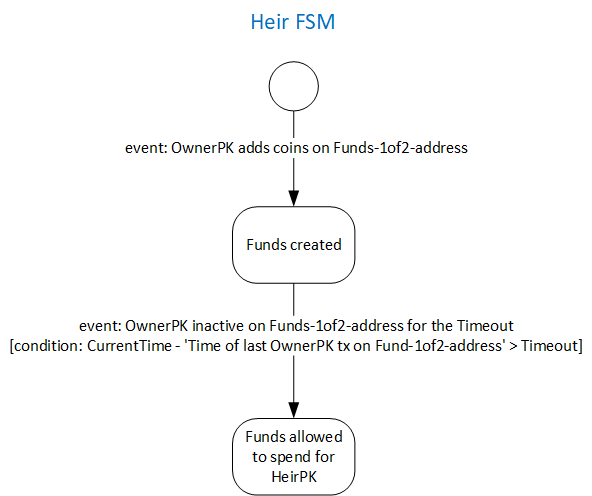 Heir FSM
event: OwnerPK adds coins on Funds-1of2-address
Funds created
event: OwnerPK inactive on Funds-1of2-address for the Timeout
[condition: CurrentTime - 'Time of last OwnerPK tx on Fund-1of2-address' > Timeout]
Funds allowed
to spend for
HeirPK